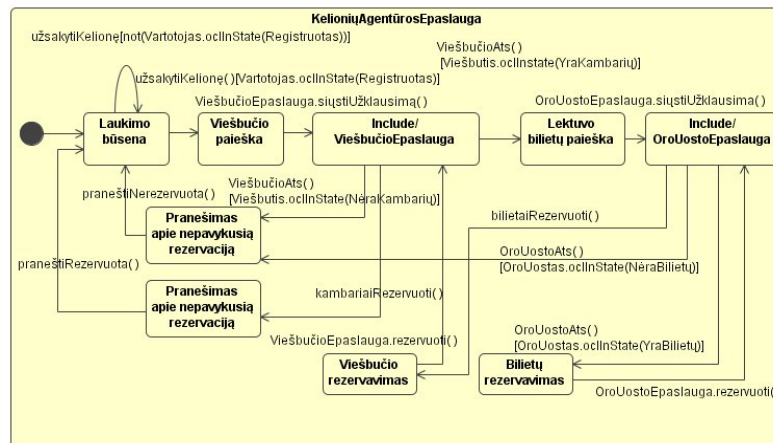 KelioniųAgentūrosEpaslauga
užsakytiKelionę[not(Vartotojas.oclInState(Registruotas))]
užsakytiKelionę()[Vartotojas.oclInState(Registruotas)]
ViešbučioAts()
[Viešbutis.oclInstate(YraKambarių)]
ViešbučioEpaslauga.siųstiUžklausimą()
OroUostoEpaslauga.siųstiUžklausima()
Laukimo
būsena
Viešbučio
paieška
Include/
ViešbučioEpaslauga
Lektuvo
bilietų paieška
Include/
OroUostoEpaslauga
ViešbučioAts()
[Viešbutis.oclInState(NėraKambarių)]
praneštiNerezervuota()
Pranešimas
apie nepavykusią
rezervaciją
bilietaiRezervuoti()
OroUostoAts()
[OroUostas.oclInState(NėraBilietų)]
praneštiRezervuota()
Pranešimas
apie nepavykusią
rezervaciją
kambariaiRezervuoti()
ViešbučioEpaslauga.rezervuoti()
OroUostoAts()
[OroUostas.oclInState(YraBilietų)]
Viešbučio
rezervavimas
Bilietų
rezervavimas
OroUostoEpaslauga.rezervuoti(